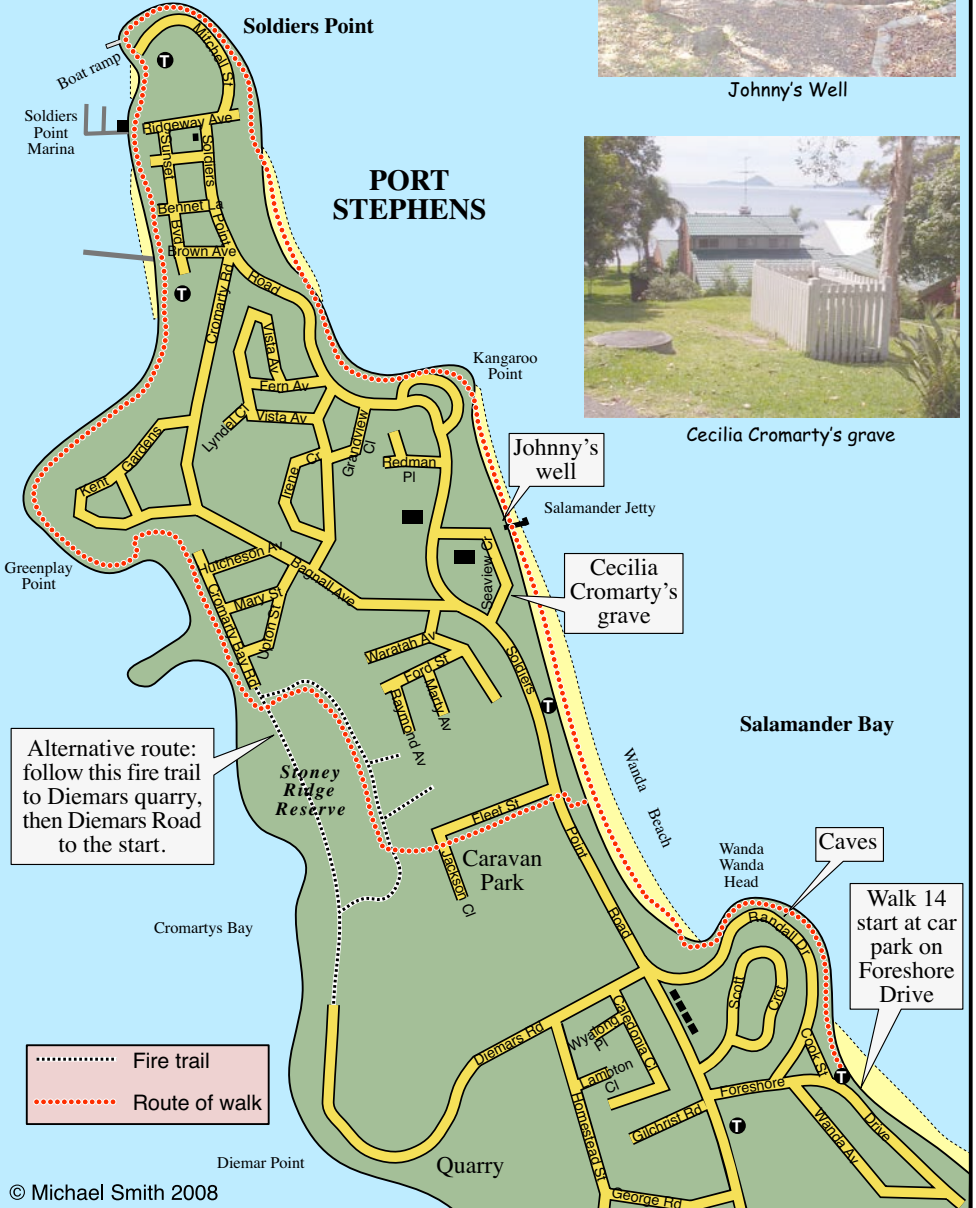 Soldiers Point
Mitchell St
T
Boat ramp
Johnny's Well
Soldiers
Point
Marina
Ridgeway Ave
Sunset
Bvd
Soldiers
Point
Road
PORT
STEPHENS
Bennet La
Brown Ave
T
Cromarty Rd
Vista Av
Kangaroo
Point
Fern Av
Lyndel Cl
Vista Av
Grandview
Cl
Cecilia Cromarty's grave
Kent
Gardens
Irene
Cr
Redman
Pl
Johnny's
well
Salamander Jetty
Greenplay
Point
Hutcheson Av
Bagnall Ave
Seaview Cr
Cecilia
Cromarty's
grave
Cromarty Bay Rd
Mary St
Upton St
Waratah Av
Ford St
Marty Av
Raymond Av
Soldiers
Point
Road
T
Salamander Bay
Alternative route:
follow this fire trail
to Diemars quarry,
then Diemars Road
to the start.
Stoney
Ridge
Reserve
Wanda
Beach
Fleet St
Jackson Cl
Caravan
Park
Wanda
Wanda
Head
Caves
Walk 14
start at car
park on
Foreshore
Drive
Cromartys Bay
Randall Dr
Scott
Crct
Cook St
Diemars Rd
Wyatong
Pl
Caledonia Cl
Lampton
Cl
Fire trail
Route of walk
Foreshore
Drive
T
Gilchrist Rd
T
Wanda Av
Homestead St
Diemar Point
Quarry
George Rd
© Michael Smith 2008